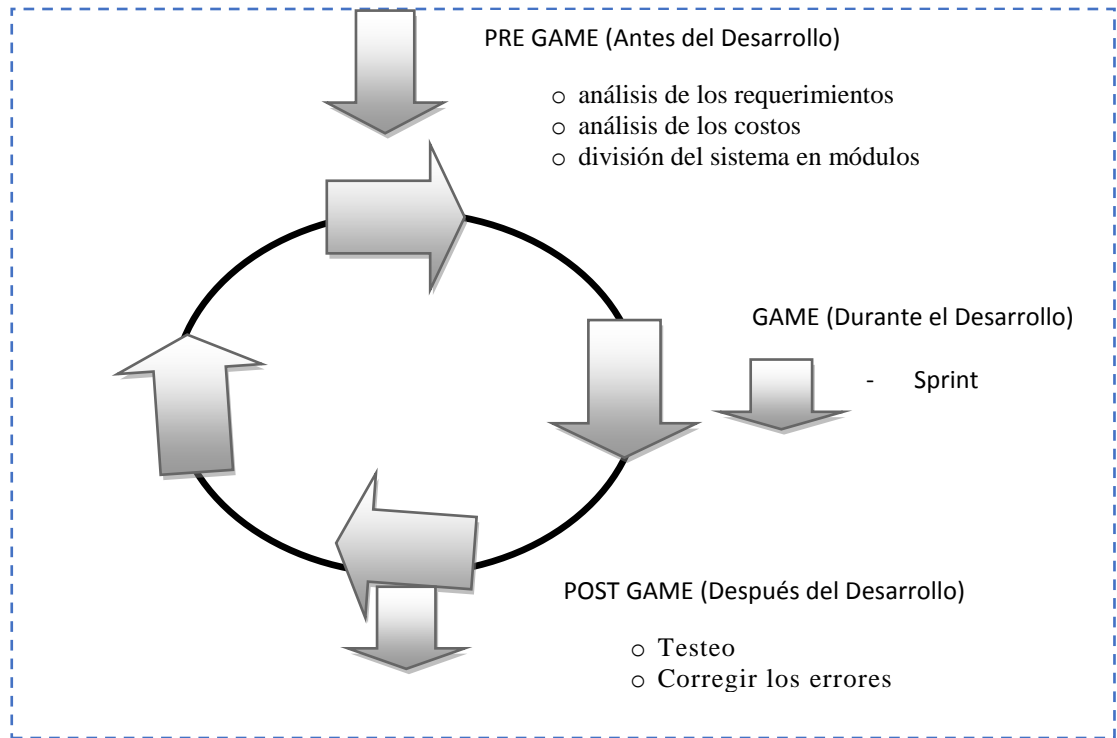 PRE GAME (Antes del Desarrollo)
o análisis de los requerimientos
o análisis de los costos
o división del sistema en módulos
GAME (Durante el Desarrollo)
- Sprint
POST GAME (Después del Desarrollo)
o Testeo
o Corregir los errores